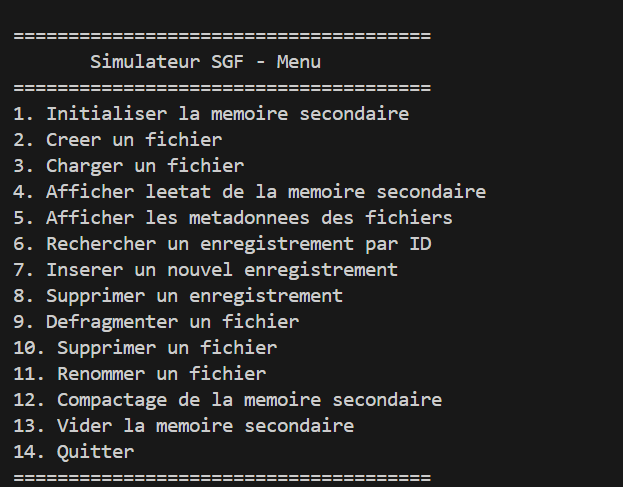 ======================================
Simulateur SGF - Menu
======================================
1. Initialiser la memoire secondaire
2. Creer un fichier
3. Charger un fichier
4. Afficher leetat de la memoire secondaire
5. Afficher les metadonnees des fichiers
6. Rechercher un enregistrement par ID
7. Inserer un nouvel enregistrement
8. Supprimer un enregistrement
9. Defragmenter un fichier
10. Supprimer un fichier
11. Renommer un fichier
12. Compactage de la memoire secondaire
13. Vider la memoire secondaire
14. Quitter
======================================